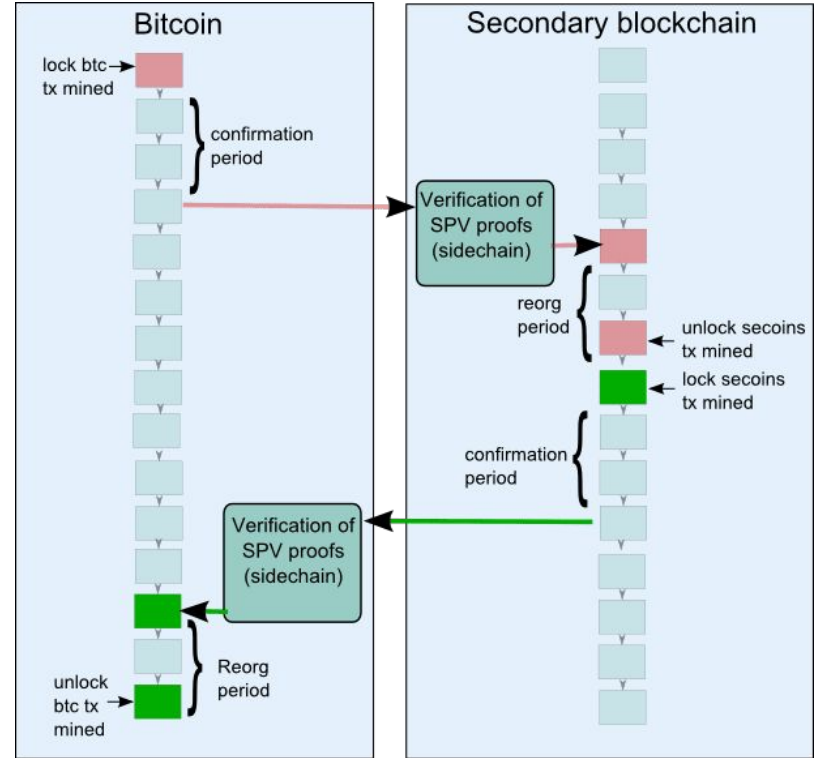 Bitcoin
lock btc
tx mined
confirmation
period
unlock
btc tx
mined
Reorg
period
Verification of
SPV proofs
(sidechain)
Secondary blockchain
Verification of
SPV proofs
(sidechain)
reorg
period
unlock secoins
tx mined
lock secoins
tx mined
confirmation
period